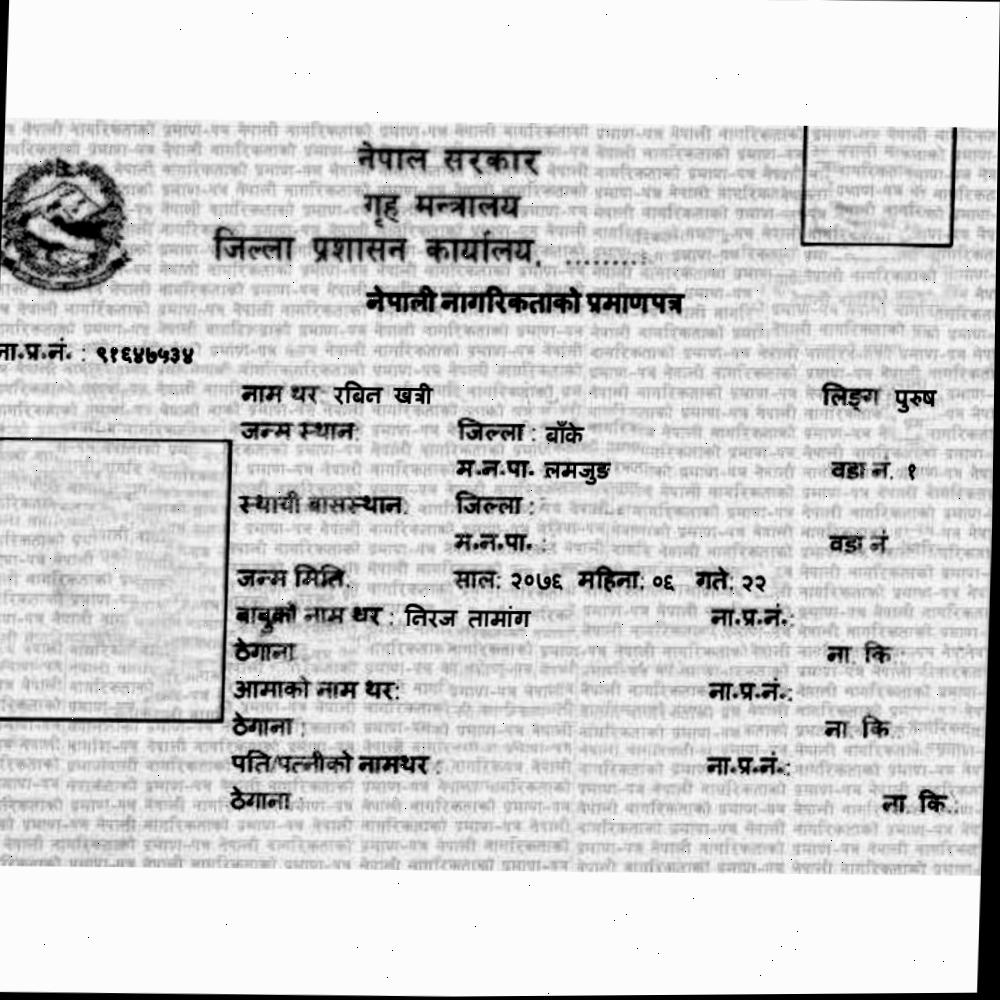 नेपाल सरकार
गृह मन्त्रालय
जिल्ला प्रशासन कार्यालय, ..........
नेपाली नागरिकताको प्रमाणपत्र
ना.प्र.नं. : ९१६४७५३४
नाम थर: रबिन खत्री लिङ्ग पुरुष
जन्म स्थान: जिल्ला : बाँके
म.न.पा. लमजुङ वडा नं. १
स्थायी बासस्थान: जिल्ला :
म.न.पा. : वडा नं
जन्म मिति: साल: २०७६ महिना: ०६ गते: २२
बाबुको नाम थर : निरज तामांग ना.प्र.नं.:
ठेगाना ना. कि.:
आमाको नाम थर: ना.प्र.नं.:
ठेगाना : ना. कि.:
पति/पत्नीको नामथर : ना.प्र.नं.:
ठेगाना : ना. कि.: